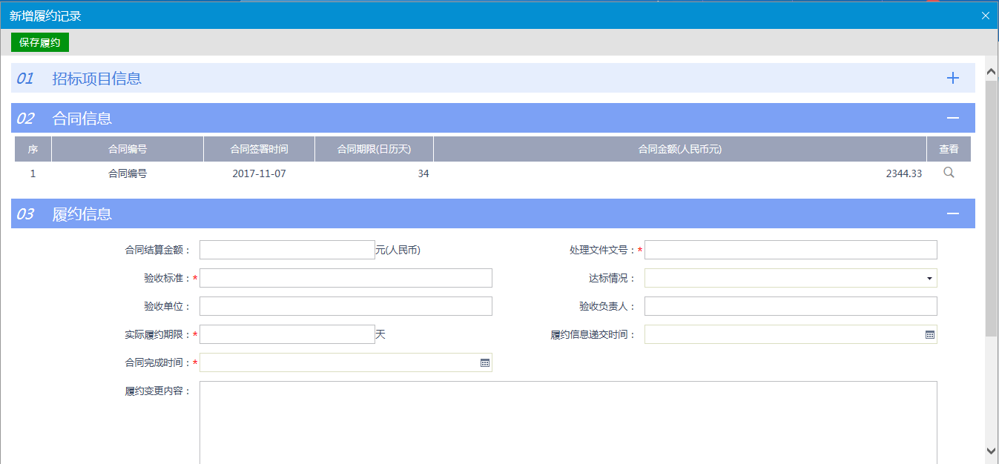 新增履约记录
保存履约
01 招标项目信息
02 合同信息
序 合同编号 合同签署时间 合同期限(日历天) 合同金额(人民币元) 查看
1 合同编号 2017-11-07 34 2344.33
03 履约信息
合同结算金额： 元(人民币) 处理文件文号：*
验收标准：* 达标情况：
验收单位： 验收负责人：
实际履约期限：* 天 履约信息递交时间：
合同完成时间：*
履约变更内容：